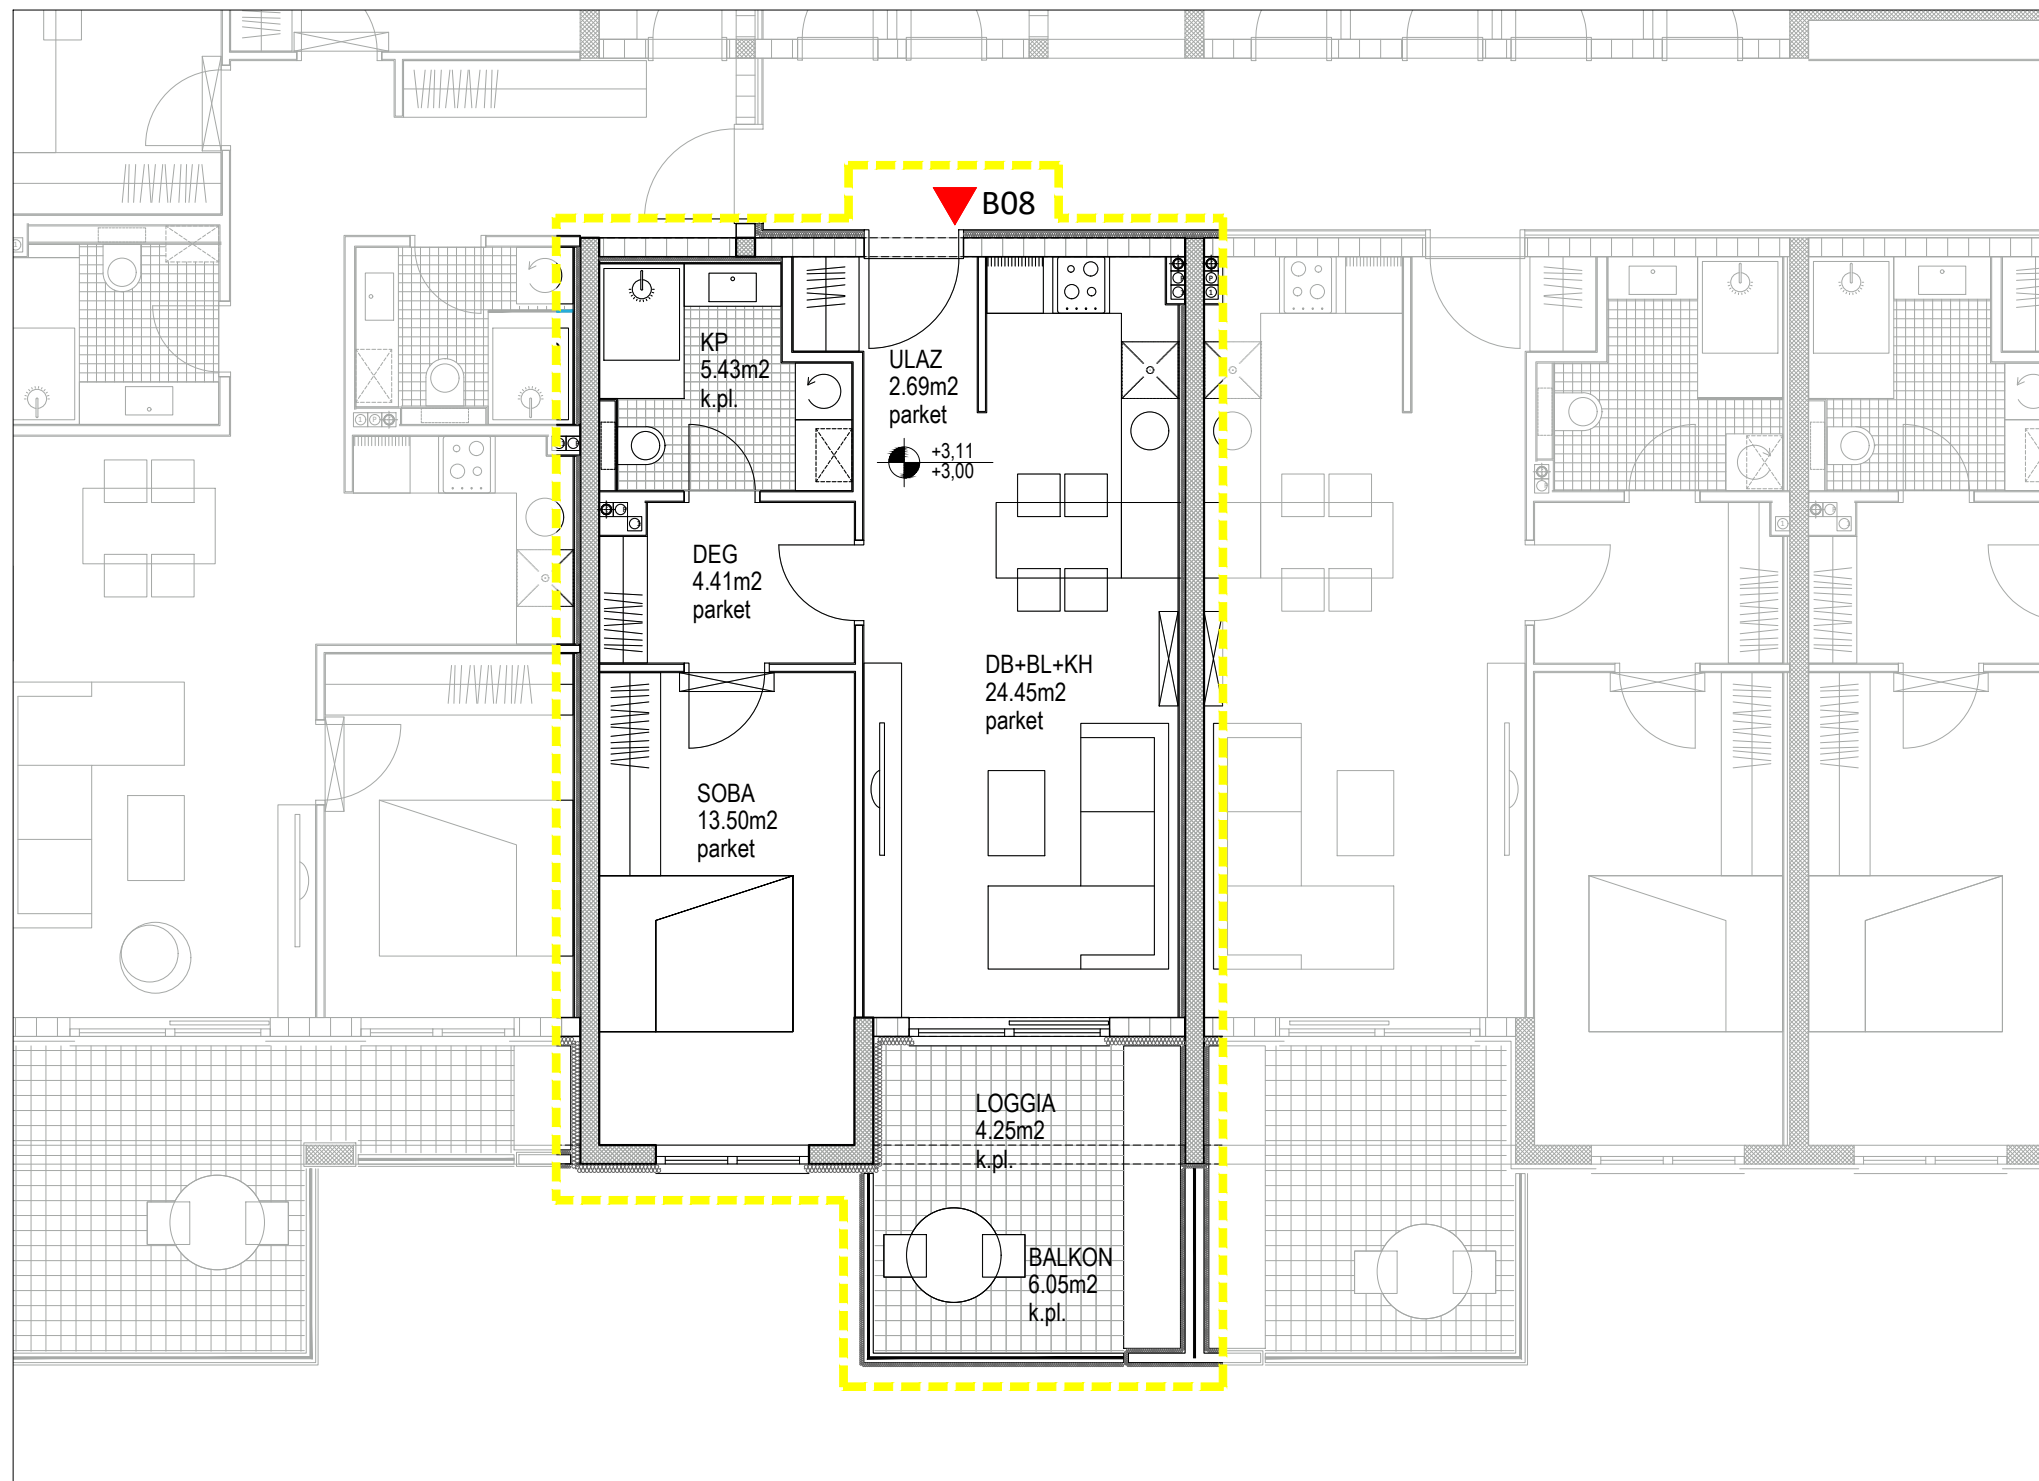 B08
KP
5.43m2
k.pl.
ULAZ
2.69m2
parket
+3,11
+3,00
DEG
4.41m2
parket
DB+BL+KH
24.45m2
parket
SOBA
13.50m2
parket
LOGGIA
4.25m2
k.pl.
BALKON
6.05m2
k.pl.